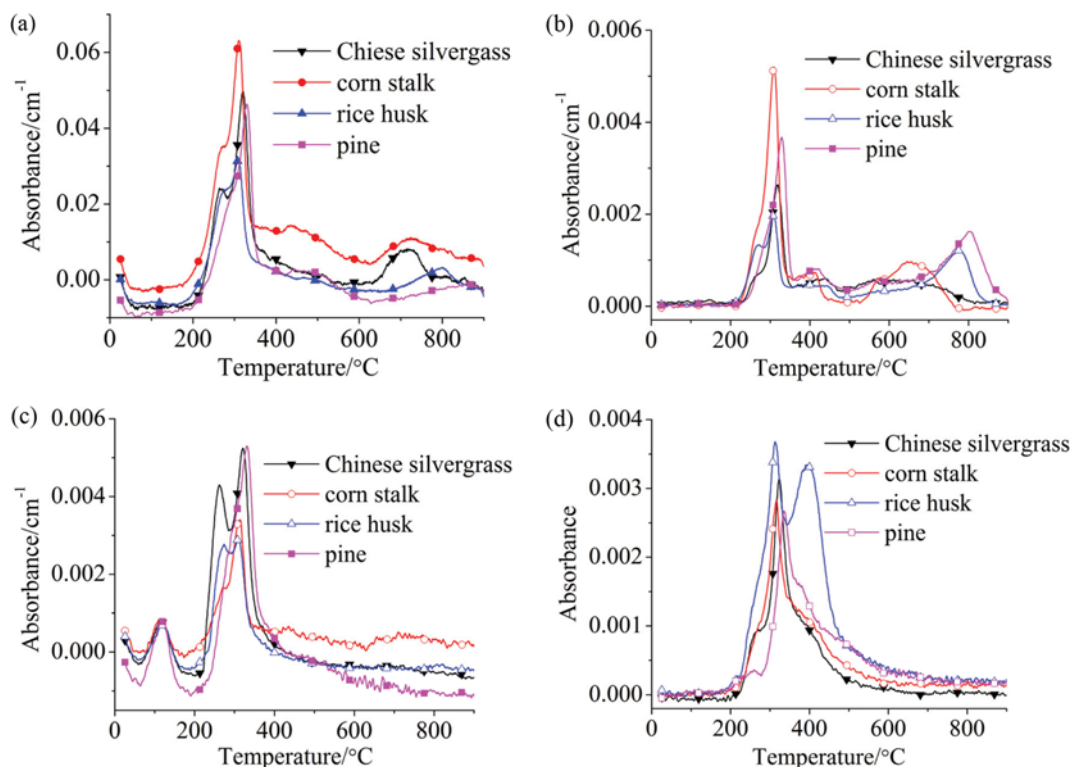 (a)
Absorbance/cm-1
0.06
0.04
0.02
0.00
Chiese silvergass
corn stalk
rice husk
pine
0 200 400 600 800
Temperature/°C
(b)
Absorbance/cm-1
0.006
0.004
0.002
0.000
Chinese silvergrass
corn stalk
rice husk
pine
0 200 400 600 800
Temperature/°C
(c)
Absorbance/cm-1
0.006
0.004
0.002
0.000
Chinese silvergrass
corn stalk
rice husk
pine
0 200 400 600 800
Temperature/°C
(d)
Absorbance
0.004
0.003
0.002
0.001
0.000
Chinese silvergrass
corn stalk
rice husk
pine
0 200 400 600 800
Temperature/°C